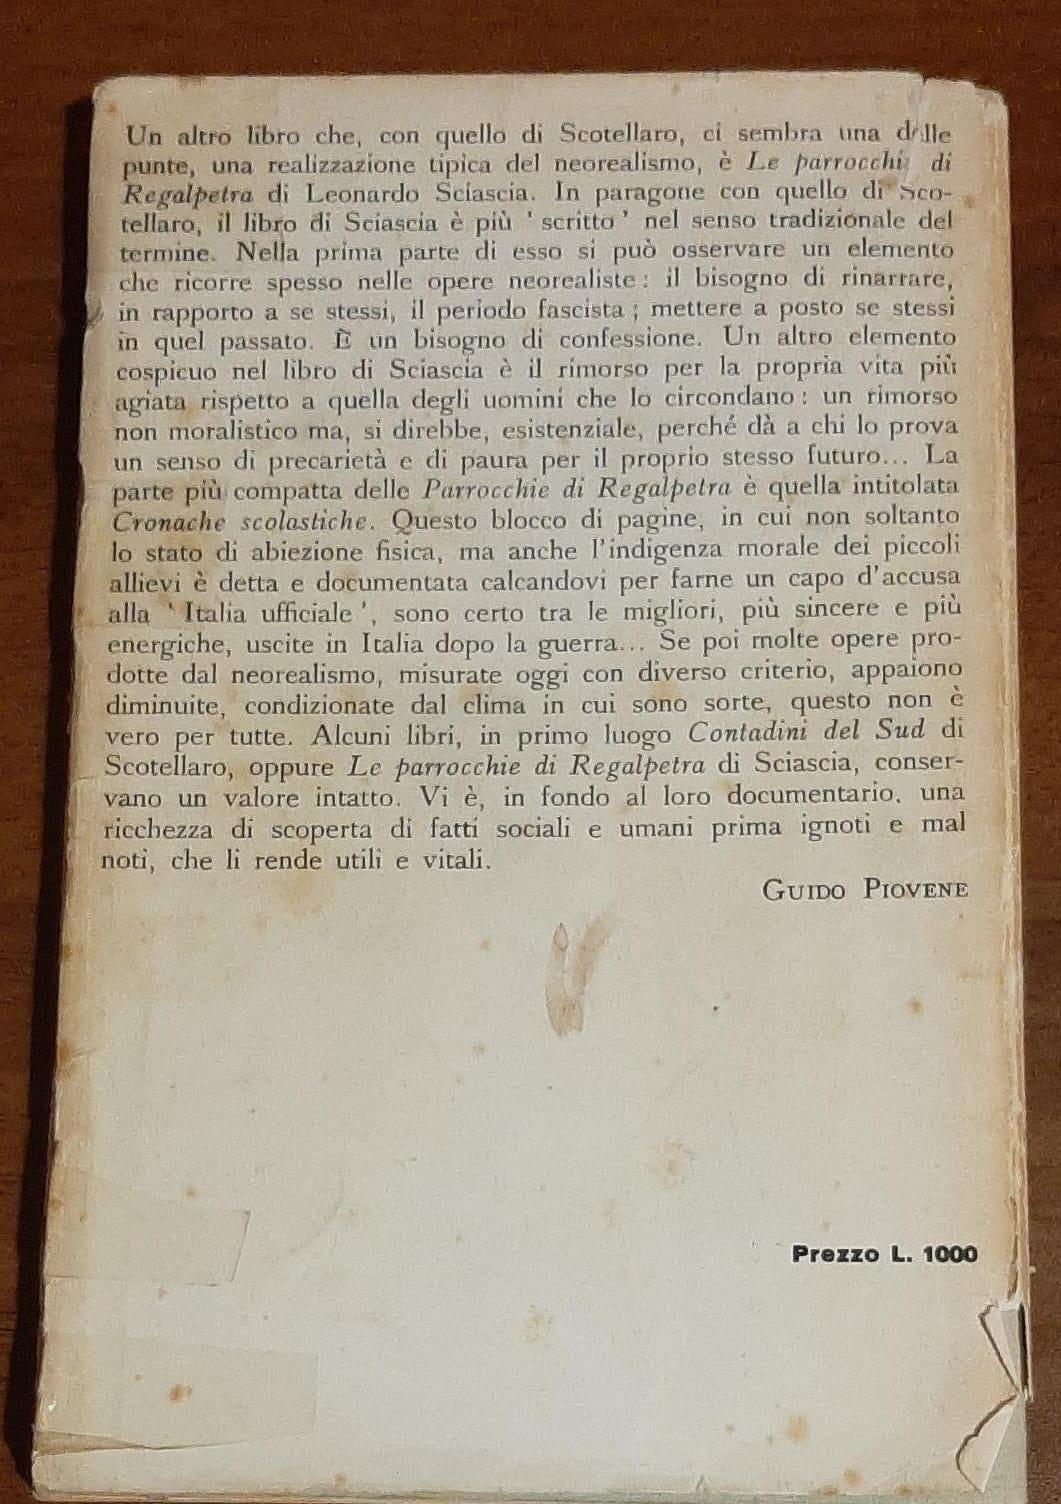 Un altro libro che, con quello di Scotellaro, ci sembra una delle
punte, una realizzazione tipica del neorealismo, è Le parrocchie di
Regalpetra di Leonardo Sciascia. In paragone con quello di Sco-
tellaro, il libro di Sciascia è più ' scritto ' nel senso tradizionale del
termine. Nella prima parte di esso si può osservare un elemento
che ricorre spesso nelle opere neorealiste : il bisogno di rinarrare,
in rapporto a se stessi, il periodo fascista ; mettere a posto se stessi
in quel passato. È un bisogno di confessione. Un altro elemento
cospicuo nel libro di Sciascia è il rimorso per la propria vita più
agiata rispetto a quella degli uomini che lo circondano : un rimorso
non moralistico ma, si direbbe, esistenziale, perché dà a chi lo prova
un senso di precarietà e di paura per il proprio stesso futuro... La
parte più compatta delle Parrocchie di Regalpetra è quella intitolata
Cronache scolastiche. Questo blocco di pagine, in cui non soltanto
lo stato di abiezione fisica, ma anche l'indigenza morale dei piccoli
allievi è detta e documentata calcandovi per farne un capo d'accusa
alla ' Italia ufficiale ', sono certo tra le migliori, più sincere e più
energiche, uscite in Italia dopo la guerra... Se poi molte opere pro-
dotte dal neorealismo, misurate oggi con diverso criterio, appaiono
diminuite, condizionate dal clima in cui sono sorte, questo non è
vero per tutte. Alcuni libri, in primo luogo Contadini del Sud di
Scotellaro, oppure Le parrocchie di Regalpetra di Sciascia, conser-
vano un valore intatto. Vi è, in fondo al loro documentario, una
ricchezza di scoperta di fatti sociali e umani prima ignoti e mal
noti, che li rende utili e vitali.
GUIDO PIOVENE
Prezzo L. 1000